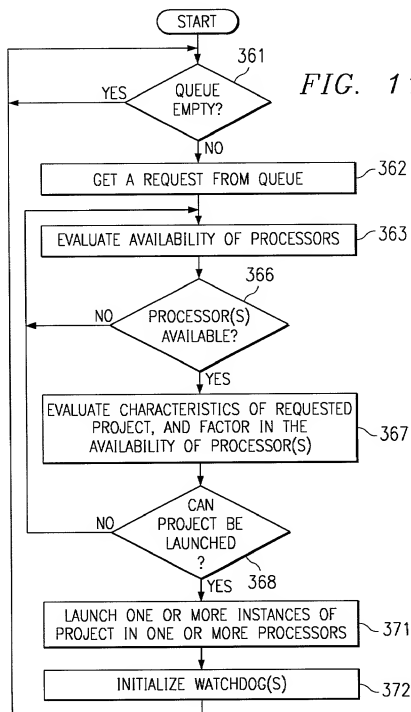 START
361
QUEUE
EMPTY?
YES
FIG. 1
NO
GET A REQUEST FROM QUEUE
362
EVALUATE AVAILABILITY OF PROCESSORS
363
366
PROCESSOR(S)
AVAILABLE?
NO
YES
EVALUATE CHARACTERISTICS OF REQUESTED
PROJECT, AND FACTOR IN THE
AVAILABILITY OF PROCESSOR(S)
367
CAN
PROJECT BE
LAUNCHED
?
NO
368
YES
LAUNCH ONE OR MORE INSTANCES OF
PROJECT IN ONE OR MORE PROCESSORS
371
INITIALIZE WATCHDOG(S)
372